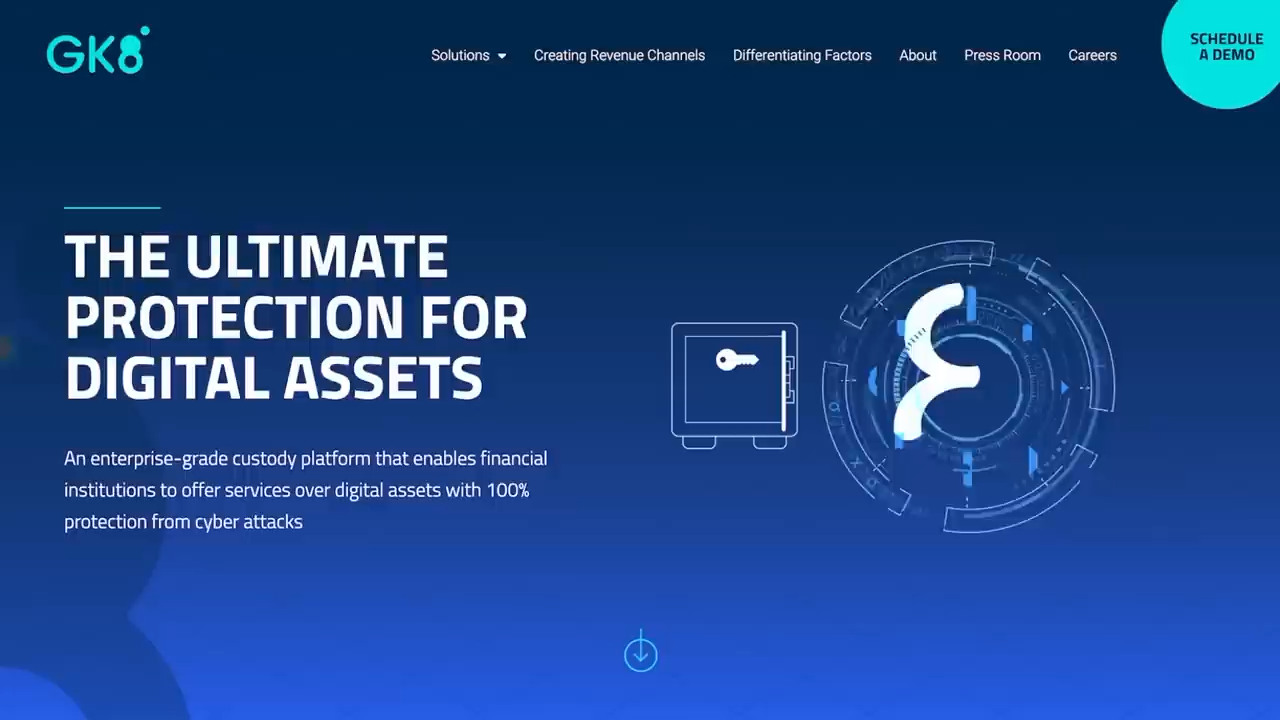 GK8
Solutions
Creating Revenue Channels
Differentiating Factors
About
Press Room
Careers
SCHEDULE
A DEMO
THE ULTIMATE
PROTECTION FOR
DIGITAL ASSETS
An enterprise-grade custody platform that enables financial
institutions to offer services over digital assets with 100%
protection from cyber attacks